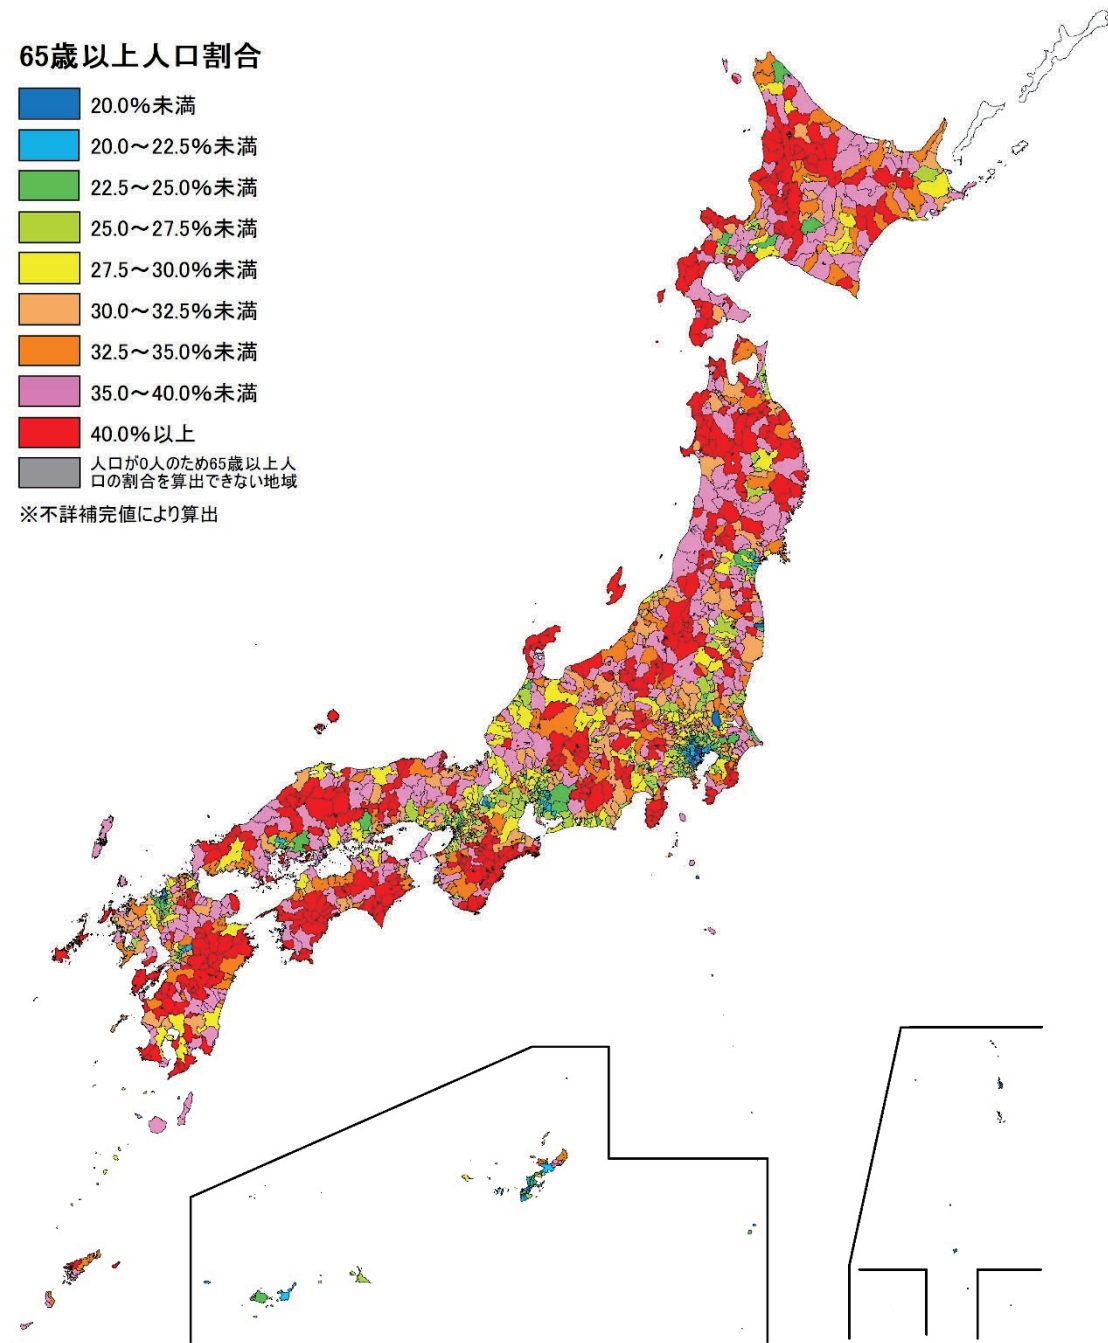 65歳以上人口割合
20.0%未満
20.0～22.5%未満
22.5～25.0%未満
25.0～27.5%未満
27.5～30.0%未満
30.0～32.5%未満
32.5～35.0%未満
35.0～40.0%未満
40.0%以上
人口が0人のため65歳以上人
口の割合を算出できない地域
※不詳補完値により算出